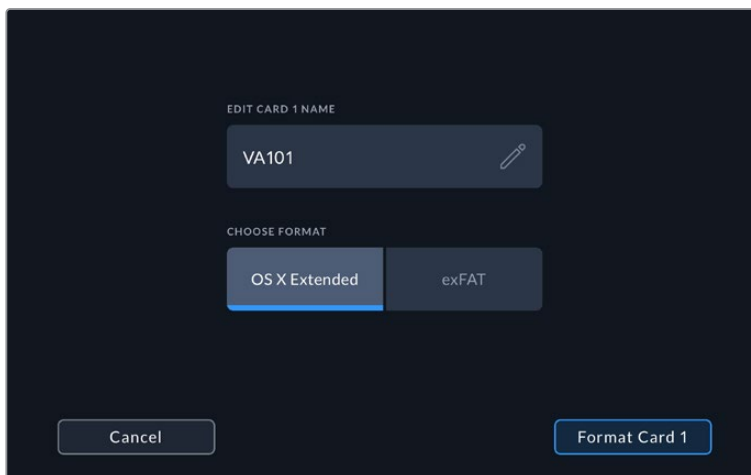 EDIT CARD 1 NAME
VA101
CHOOSE FORMAT
OS X Extended exFAT
Cancel Format Card 1